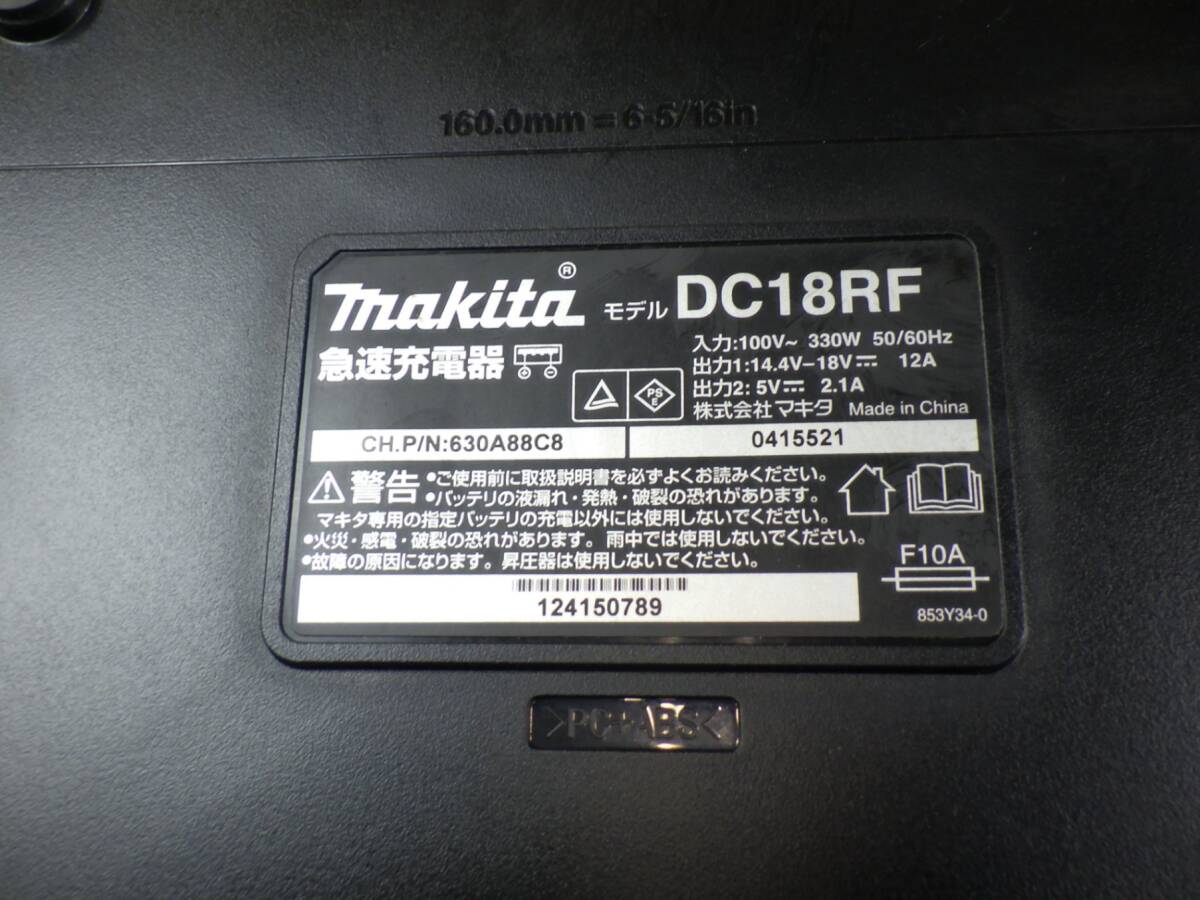 160.0mm = 6-5/16in
makita® モデル DC18RF
急速充電器
入力:100V~ 330W 50/60Hz
出力1:14.4V-18V⎓ 12A
出力2: 5V⎓ 2.1A
PS
E
株式会社マキタ Made in China
CH.P/N:630A88C8
0415521
警告 •ご使用前に取扱説明書を必ずよくお読みください。
•バッテリの液漏れ・発熱・破裂の恐れがあります。
マキタ専用の指定バッテリの充電以外には使用しないでください。
•火災・感電・破裂の恐れがあります。雨中では使用しないでください。
•故障の原因になります。昇圧器は使用しないでください。
F10A
124150789
853Y34-0
>PC+ABS<